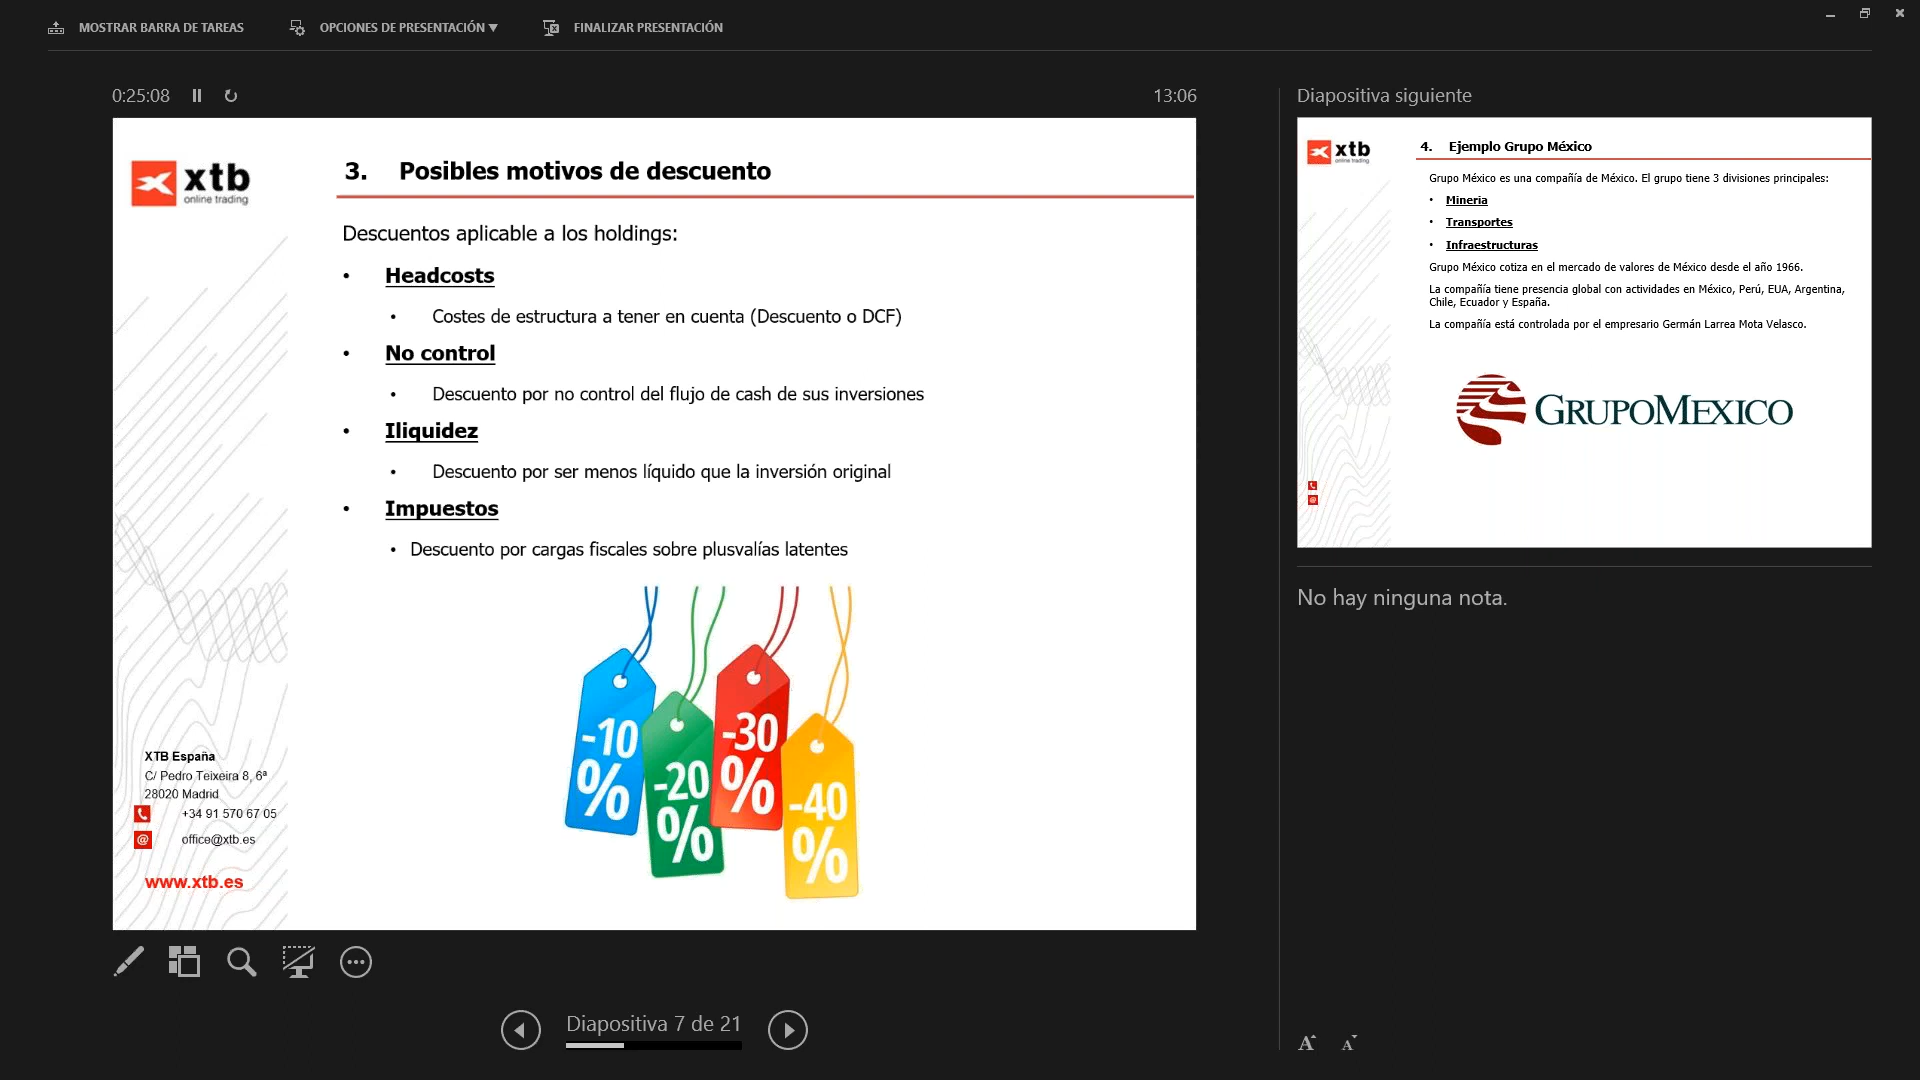 MOSTRAR BARRA DE TAREAS
OPCIONES DE PRESENTACIÓN ▼
FINALIZAR PRESENTACIÓN
0:25:08
13:06
xtb
online trading
3. Posibles motivos de descuento
Descuentos aplicable a los holdings:
• Headcosts
• Costes de estructura a tener en cuenta (Descuento o DCF)
• No control
• Descuento por no control del flujo de cash de sus inversiones
• Iliquidez
• Descuento por ser menos líquido que la inversión original
• Impuestos
• Descuento por cargas fiscales sobre plusvalías latentes
-10
%
-20
%
-30
%
-40
%
XTB España
C/ Pedro Teixeira 8, 6ª
28020 Madrid
+34 91 570 67 05
@ office@xtb.es
www.xtb.es
Diapositiva 7 de 21
Diapositiva siguiente
xtb
online trading
4. Ejemplo Grupo México
Grupo México es una compañía de México. El grupo tiene 3 divisiones principales:
• Mineria
• Transportes
• Infraestructuras
Grupo México cotiza en el mercado de valores de México desde el año 1966.
La compañía tiene presencia global con actividades en México, Perú, EUA, Argentina,
Chile, Ecuador y España.
La compañía está controlada por el empresario Germán Larrea Mota Velasco.
GRUPOMEXICO
@
No hay ninguna nota.
A A